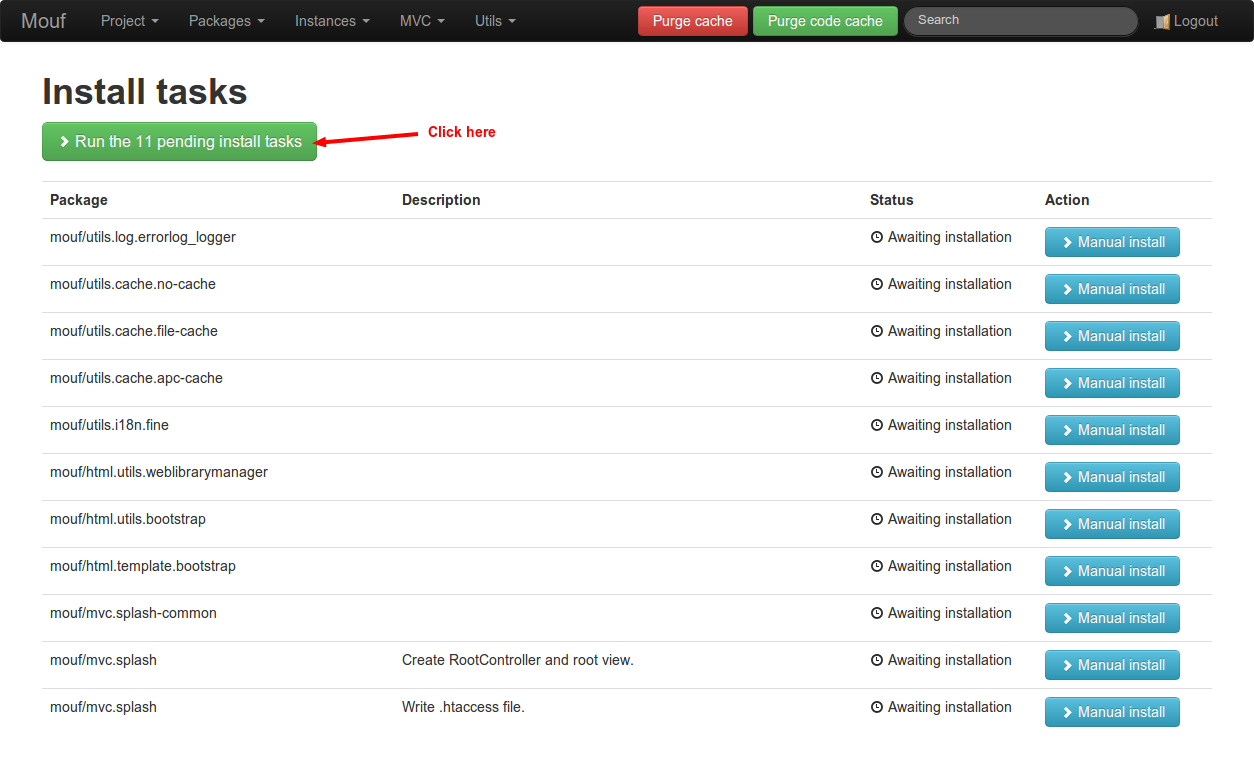 Mouf Project Packages Instances MVC Utils Purge cache Purge code cache Search Logout
Install tasks
Run the 11 pending install tasks Click here
Package Description Status Action
mouf/utils.log.errorlog_logger Awaiting installation Manual install
mouf/utils.cache.no-cache Awaiting installation Manual install
mouf/utils.cache.file-cache Awaiting installation Manual install
mouf/utils.cache.apc-cache Awaiting installation Manual install
mouf/utils.i18n.fine Awaiting installation Manual install
mouf/html.utils.weblibrarymanager Awaiting installation Manual install
mouf/html.utils.bootstrap Awaiting installation Manual install
mouf/html.template.bootstrap Awaiting installation Manual install
mouf/mvc.splash-common Awaiting installation Manual install
mouf/mvc.splash Create RootController and root view. Awaiting installation Manual install
mouf/mvc.splash Write .htaccess file. Awaiting installation Manual install